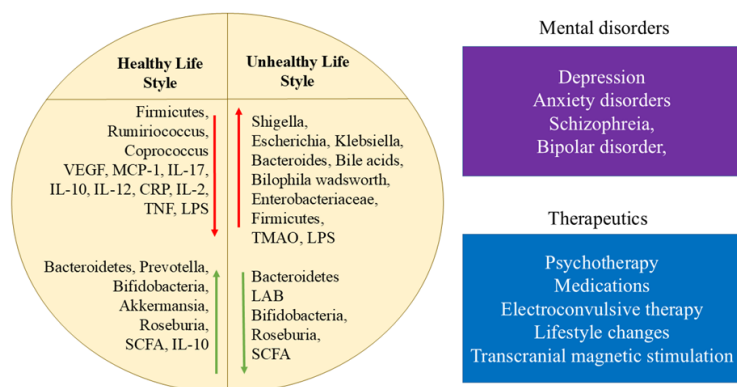 Healthy Life
Style
Firmicutes,
Rumiriococcus,
Coprococcus
VEGF, MCP-1, IL-17,
IL-10, IL-12, CRP, IL-2,
TNF, LPS
Bacteroidetes, Prevotella,
Bifidobacteria,
Akkermansia,
Roseburia,
SCFA, IL-10
Unhealthy Life
Style
Shigella,
Escherichia, Klebsiella,
Bacteroides, Bile acids,
Bilophila wadsworth,
Enterobacteriaceae,
Firmicutes,
TMAO, LPS
Bacteroidetes
LAB
Bifidobacteria,
Roseburia,
SCFA
Mental disorders
Depression
Anxiety disorders
Schizophreia,
Bipolar disorder,
Therapeutics
Psychotherapy
Medications
Electroconvulsive therapy
Lifestyle changes
Transcranial magnetic stimulation